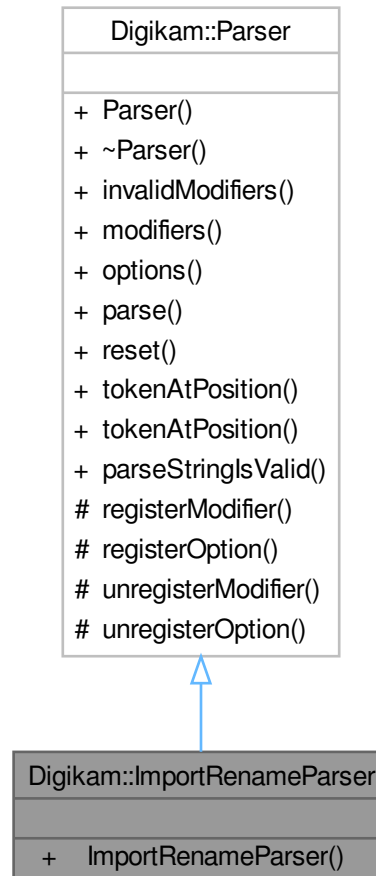 Digikam::Parser
+ Parser()
+ ~Parser()
+ invalidModifiers()
+ modifiers()
+ options()
+ parse()
+ reset()
+ tokenAtPosition()
+ tokenAtPosition()
+ parseStringIsValid()
# registerModifier()
# registerOption()
# unregisterModifier()
# unregisterOption()
Digikam::ImportRenameParser
+ ImportRenameParser()